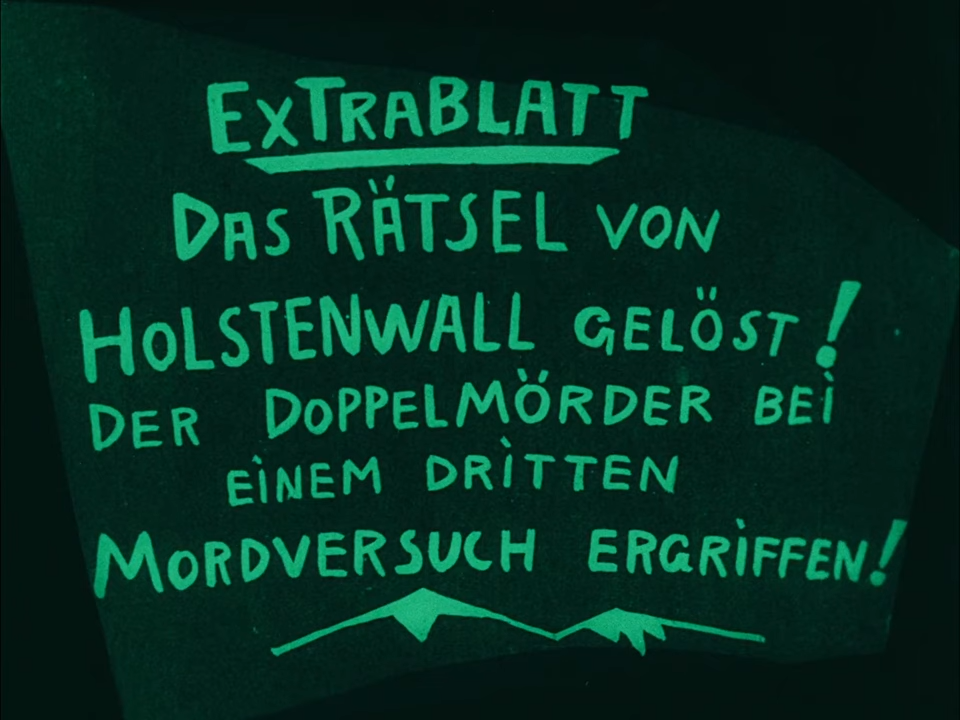 EXTRABLATT
DAS RÄTSEL VON
HOLSTENWALL GELÖST!
DER DOPPELMÖRDER BEI
EINEM DRITTEN
MORDVERSUCH ERGRIFFEN!